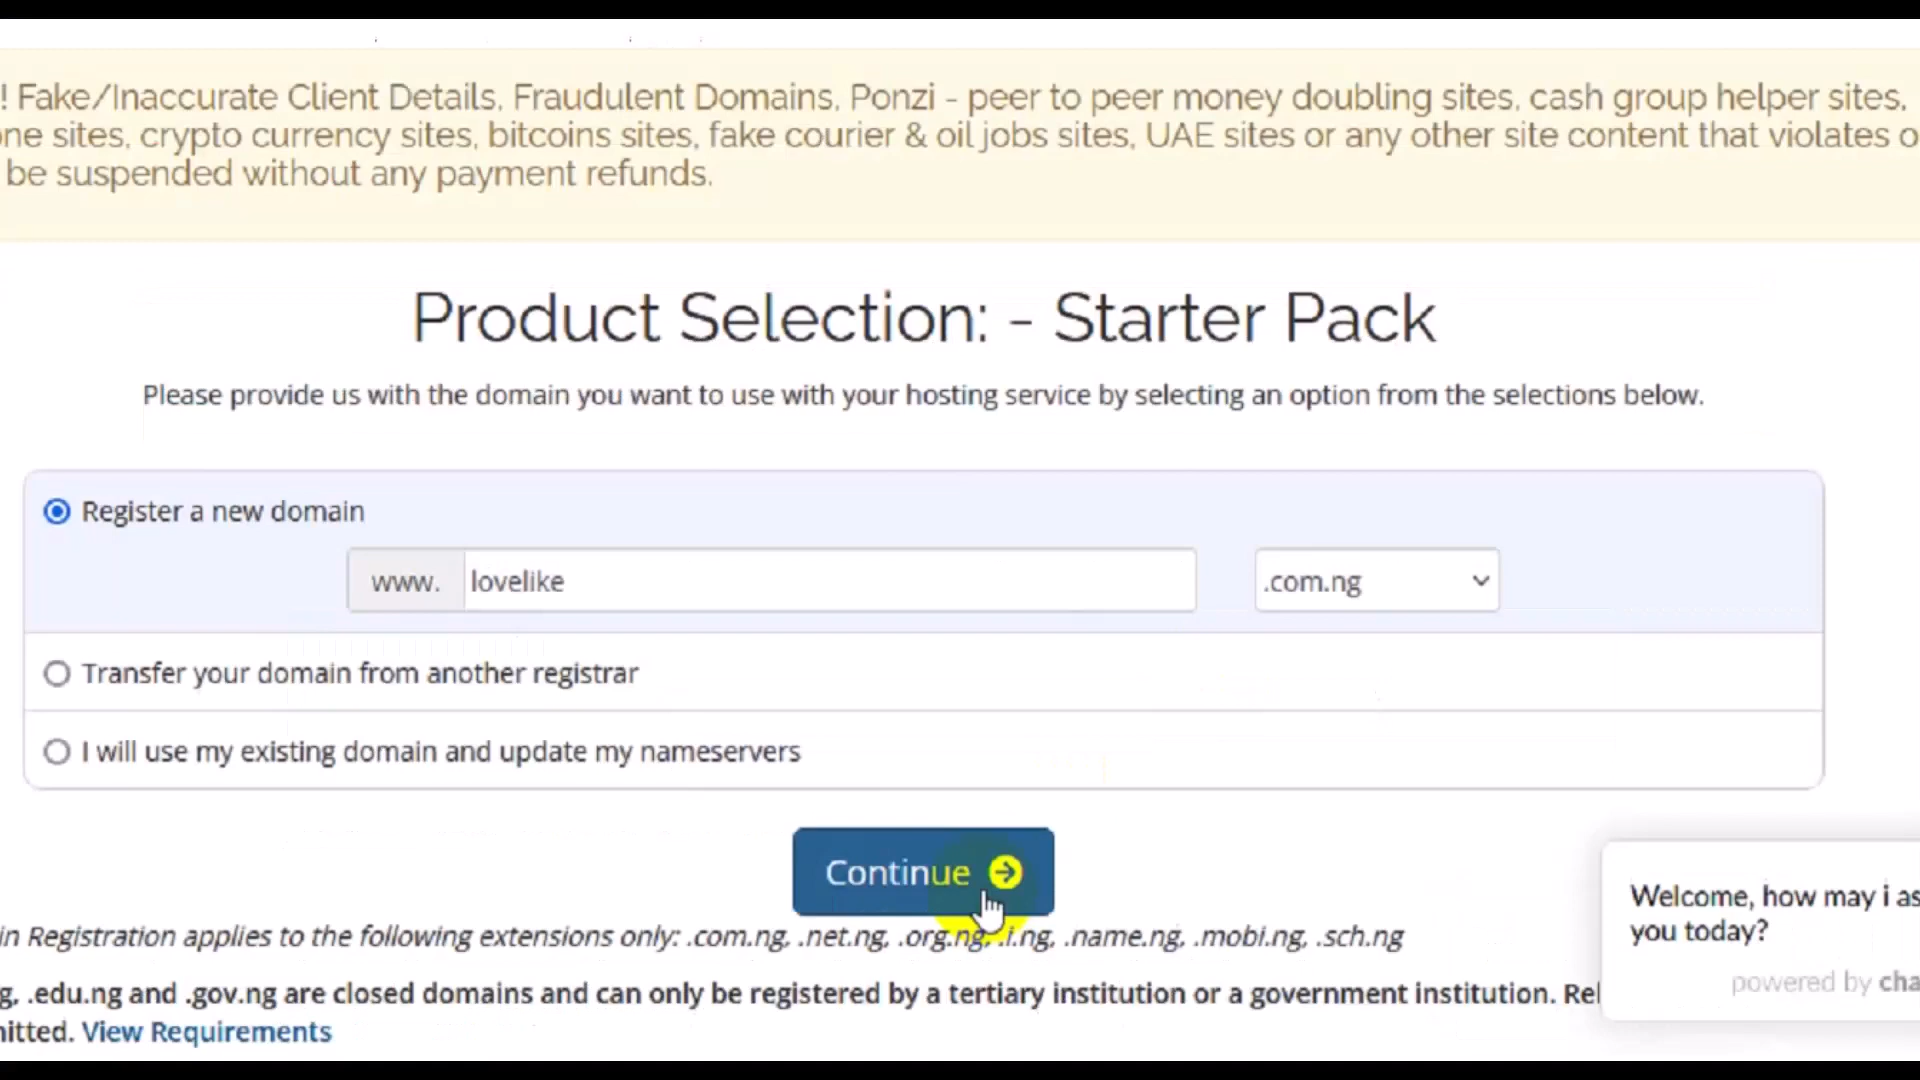 ! Fake/Inaccurate Client Details, Fraudulent Domains, Ponzi - peer to peer money doubling sites, cash group helper sites,
ne sites, crypto currency sites, bitcoins sites, fake courier & oil jobs sites, UAE sites or any other site content that violates o
be suspended without any payment refunds.
Product Selection: - Starter Pack
Please provide us with the domain you want to use with your hosting service by selecting an option from the selections below.
Register a new domain
www. lovelike .com.ng
Transfer your domain from another registrar
I will use my existing domain and update my nameservers
Continue
in Registration applies to the following extensions only: .com.ng, .net.ng, .org.ng, .i.ng, .name.ng, .mobi.ng, .sch.ng
g, .edu.ng and .gov.ng are closed domains and can only be registered by a tertiary institution or a government institution. Rel
itted. View Requirements
Welcome, how may i as
you today?
powered by cha